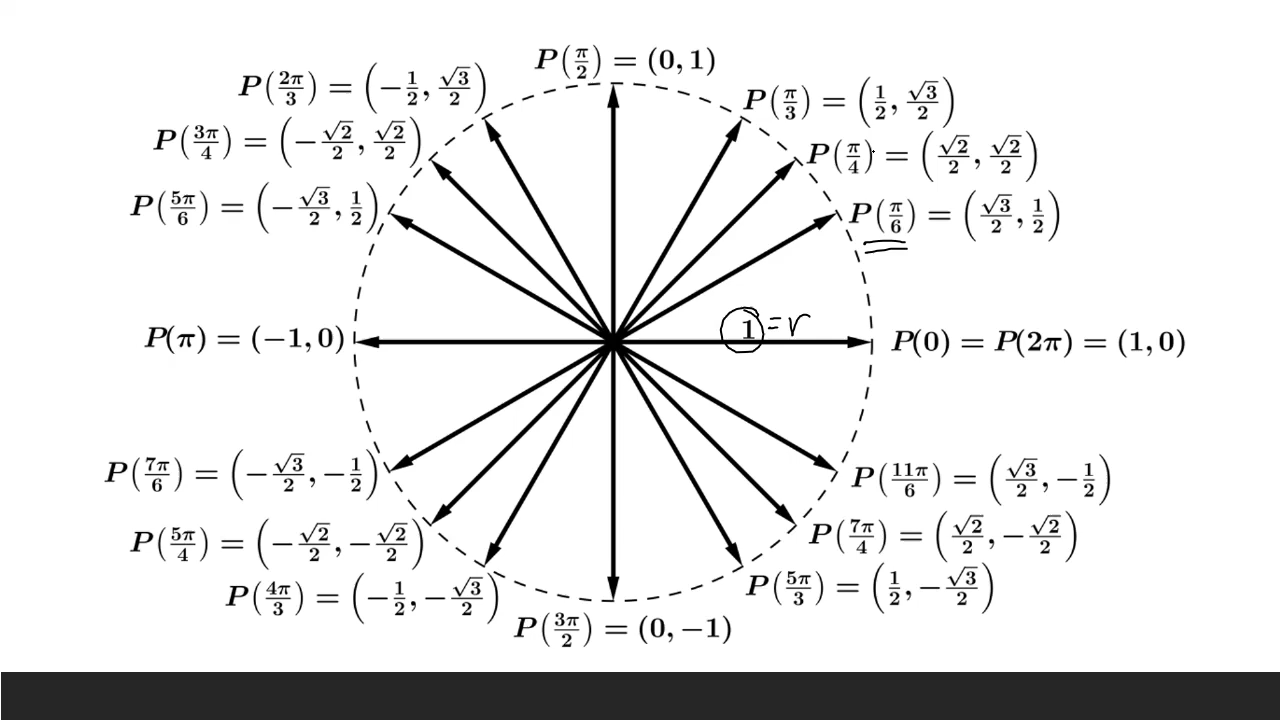 P(π/2) = (0, 1)
P(2π/3) = (−1/2, √3/2)
P(π/3) = (1/2, √3/2)
P(3π/4) = (−√2/2, √2/2)
P(π/4) = (√2/2, √2/2)
P(5π/6) = (−√3/2, 1/2)
P(π/6) = (√3/2, 1/2)
1 = r
P(π) = (−1, 0)
P(0) = P(2π) = (1, 0)
P(7π/6) = (−√3/2, −1/2)
P(11π/6) = (√3/2, −1/2)
P(5π/4) = (−√2/2, −√2/2)
P(7π/4) = (√2/2, −√2/2)
P(4π/3) = (−1/2, −√3/2)
P(5π/3) = (1/2, −√3/2)
P(3π/2) = (0, −1)